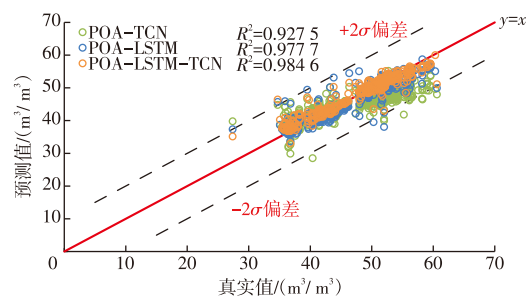 70
60
50
40
30
20
10
预测值/(m³/m³)
POA-TCN R²=0.927 5
POA-LSTM R²=0.977 7
POA-LSTM-TCN R²=0.984 6
+2σ偏差
y=x
-2σ偏差
0 10 20 30 40 50 60 70
真实值/(m³/m³)